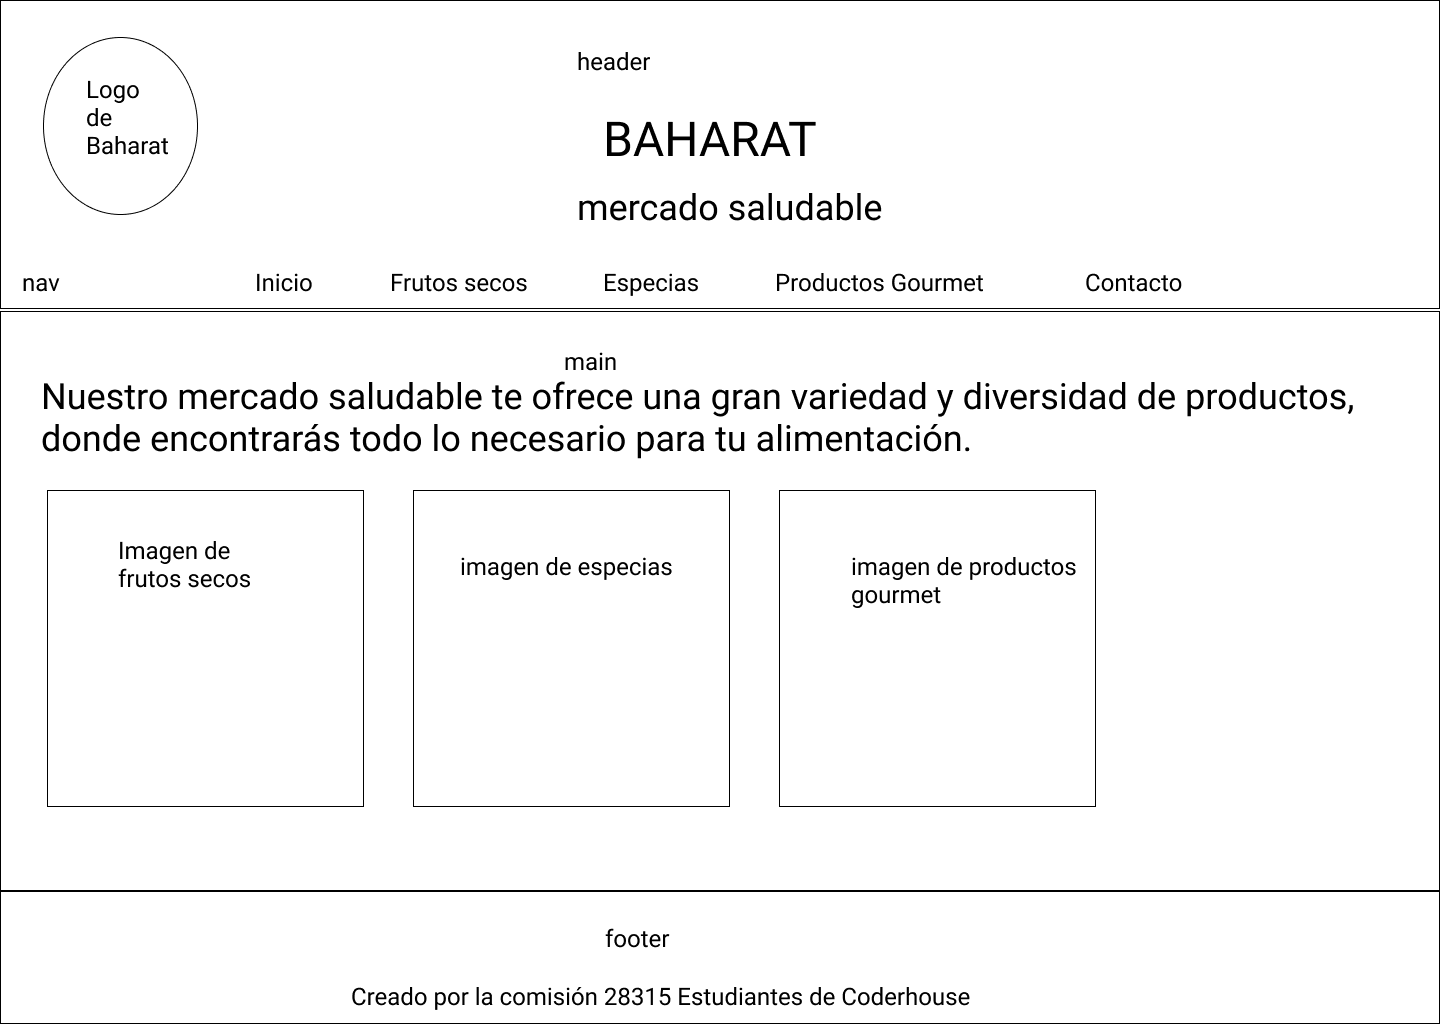 header
Logo
de
Baharat
BAHARAT
mercado saludable
nav
Inicio
Frutos secos
Especias
Productos Gourmet
Contacto
main
Nuestro mercado saludable te ofrece una gran variedad y diversidad de productos,
donde encontrarás todo lo necesario para tu alimentación.
Imagen de
frutos secos
imagen de especias
imagen de productos
gourmet
footer
Creado por la comisión 28315 Estudiantes de Coderhouse